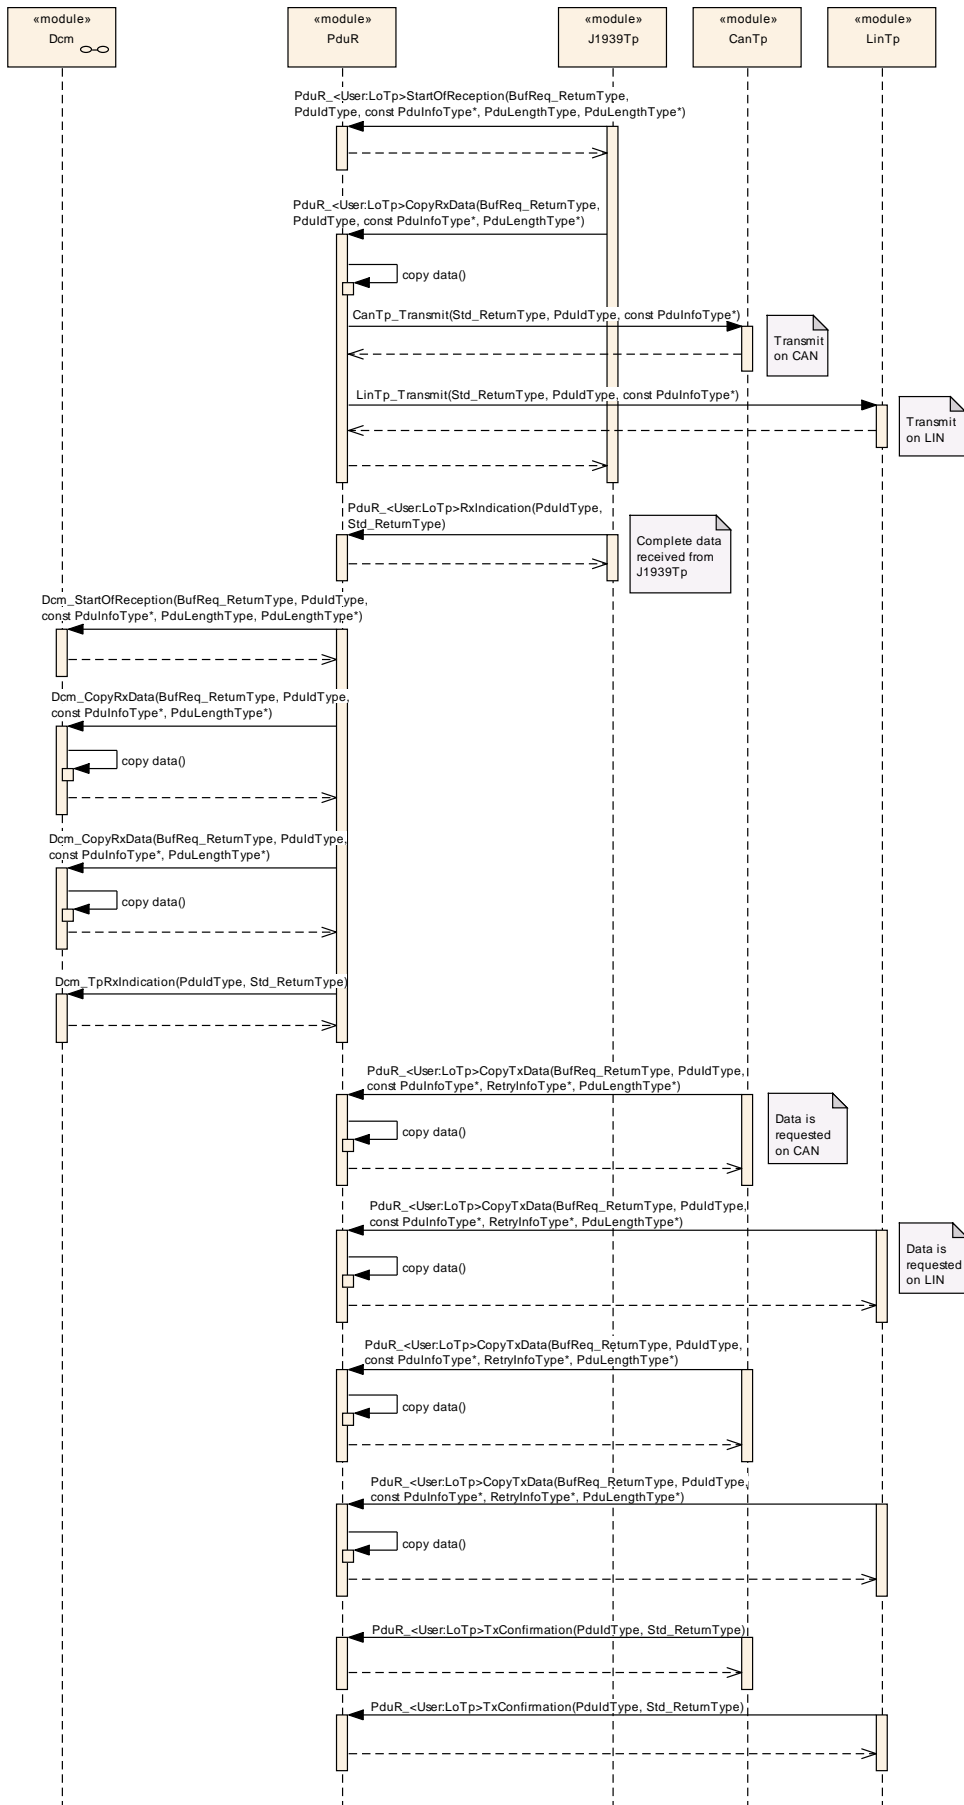 «module»
Dcm
«module»
PduR
«module»
J1939Tp
«module»
CanTp
«module»
LinTp
PduR_<User:LoTp>StartOfReception(BufReq_ReturnType,
PduIdType, const PduInfoType*, PduLengthType, PduLengthType*)
PduR_<User:LoTp>CopyRxData(BufReq_ReturnType,
PduIdType, const PduInfoType*, PduLengthType*)
copy data()
CanTp_Transmit(Std_ReturnType, PduIdType, const PduInfoType*)
Transmit
on CAN
LinTp_Transmit(Std_ReturnType, PduIdType, const PduInfoType*)
Transmit
on LIN
PduR_<User:LoTp>RxIndication(PduIdType,
Std_ReturnType)
Complete data
received from
J1939Tp
Dcm_StartOfReception(BufReq_ReturnType, PduIdType,
const PduInfoType*, PduLengthType, PduLengthType*)
Dcm_CopyRxData(BufReq_ReturnType, PduIdType,
const PduInfoType*, PduLengthType*)
copy data()
Dcm_CopyRxData(BufReq_ReturnType, PduIdType,
const PduInfoType*, PduLengthType*)
copy data()
Dcm_TpRxIndication(PduIdType, Std_ReturnType)
PduR_<User:LoTp>CopyTxData(BufReq_ReturnType, PduIdType,
const PduInfoType*, RetryInfoType*, PduLengthType*)
copy data()
Data is
requested
on CAN
PduR_<User:LoTp>CopyTxData(BufReq_ReturnType, PduIdType,
const PduInfoType*, RetryInfoType*, PduLengthType*)
copy data()
Data is
requested
on LIN
PduR_<User:LoTp>CopyTxData(BufReq_ReturnType, PduIdType,
const PduInfoType*, RetryInfoType*, PduLengthType*)
copy data()
PduR_<User:LoTp>CopyTxData(BufReq_ReturnType, PduIdType,
const PduInfoType*, RetryInfoType*, PduLengthType*)
copy data()
PduR_<User:LoTp>TxConfirmation(PduIdType, Std_ReturnType)
PduR_<User:LoTp>TxConfirmation(PduIdType, Std_ReturnType)